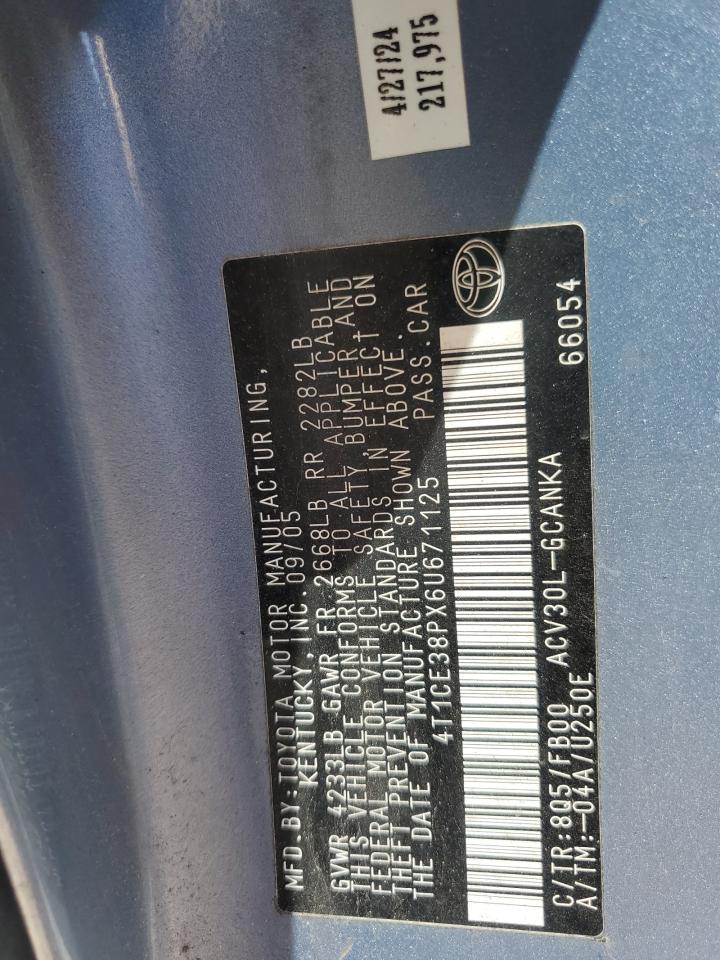 4/27/24
217,975
MFD.BY:TOYOTA MOTOR MANUFACTURING,
KENTUCKY, INC.09/05
GVWR 4233LB GAWR FR 2668LB RR 2282LB
THIS VEHICLE CONFORMS TO ALL APPLICABLE
FEDERAL MOTOR VEHICLE SAFETY,BUMPER,AND
THEFT PREVENTION STANDARDS IN EFFECT ON
THE DATE OF MANUFACTURE SHOWN ABOVE.
4T1CE38PX6U671125 PASS.CAR
C/TR:8Q5/FB00 ACV30L-GCANKA
A/TM:-04A/U250E 66054